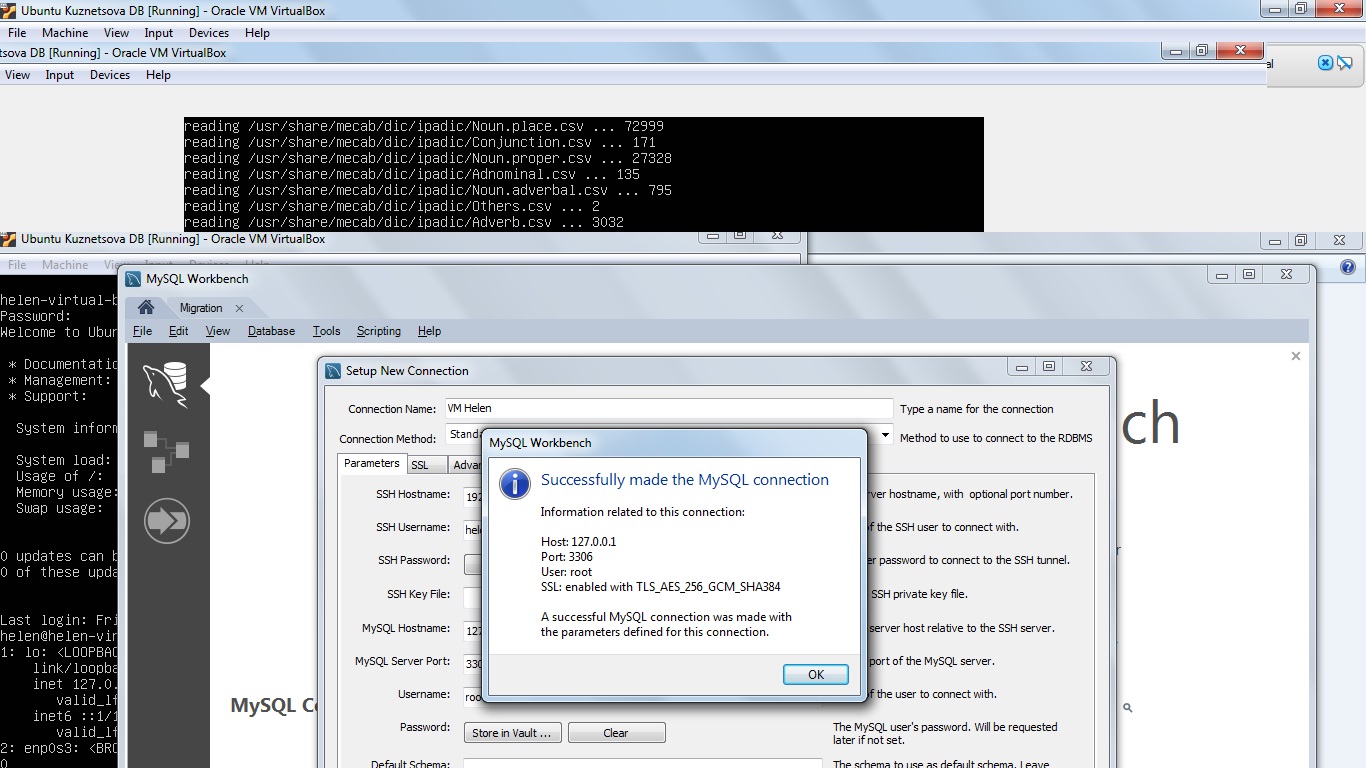 Ubuntu Kuznetsova DB [Running] - Oracle VM VirtualBox
File Machine View Input Devices Help
tsova DB [Running] - Oracle VM VirtualBox
View Input Devices Help
al
reading /usr/share/mecab/dic/ipadic/Noun.place.csv ... 72999
reading /usr/share/mecab/dic/ipadic/Conjunction.csv ... 171
reading /usr/share/mecab/dic/ipadic/Noun.proper.csv ... 27328
reading /usr/share/mecab/dic/ipadic/Adnominal.csv ... 135
reading /usr/share/mecab/dic/ipadic/Noun.adverbal.csv ... 795
reading /usr/share/mecab/dic/ipadic/Others.csv ... 2
reading /usr/share/mecab/dic/ipadic/Adverb.csv ... 3032
Ubuntu Kuznetsova DB [Running] - Oracle VM VirtualBox
File Machine View Input Devices Help
helen-virtual-b
Password:
Welcome to Ubun
* Documentatio
* Management:
* Support:
System inform
System load:
Usage of /:
Memory usage:
Swap usage:
0 updates can b
0 of these upda
Last login: Fri
helen@helen-vir
1: lo: <LOOPBAC
link/loopba
inet 127.0.
valid_lf
inet6 ::1/1
valid_lf
2: enp0s3: <BRO
MySQL Workbench
Migration
File Edit View Database Tools Scripting Help
ch
MySQL Co
Setup New Connection
Connection Name: VM Helen Type a name for the connection
Connection Method: Standa Method to use to connect to the RDBMS
Parameters SSL Advan
SSH Hostname: 192 rver hostname, with optional port number.
SSH Username: hele of the SSH user to connect with.
SSH Password: er password to connect to the SSH tunnel.
SSH Key File: SSH private key file.
MySQL Hostname: 127 server host relative to the SSH server.
MySQL Server Port: 330 port of the MySQL server.
Username: roo of the user to connect with.
Password: Store in Vault ... Clear The MySQL user's password. Will be requested
later if not set.
Default Schema: The schema to use as default schema. Leave
MySQL Workbench
Successfully made the MySQL connection
Information related to this connection:
Host: 127.0.0.1
Port: 3306
User: root
SSL: enabled with TLS_AES_256_GCM_SHA384
A successful MySQL connection was made with
the parameters defined for this connection.
OK